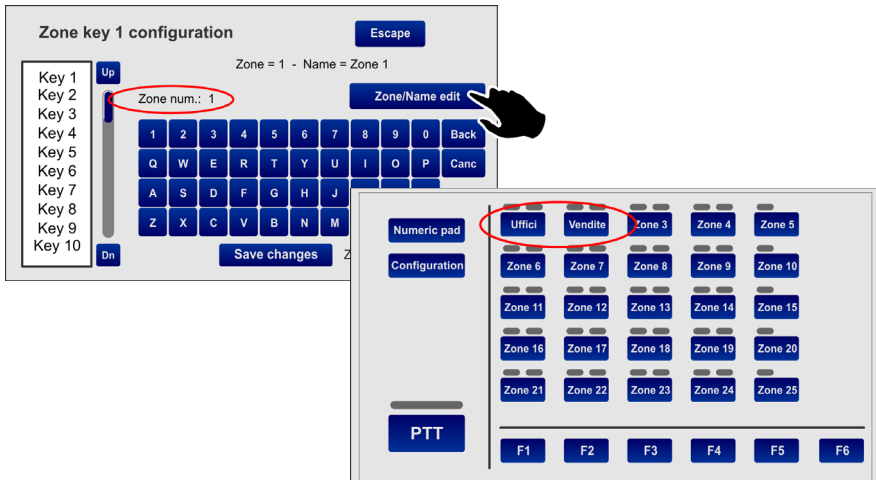 Zone key 1 configuration
Escape
Zone = 1 - Name = Zone 1
Key 1
Key 2
Key 3
Key 4
Key 5
Key 6
Key 7
Key 8
Key 9
Key 10
Up
Dn
Zone num.: 1
Zone/Name edit
1 2 3 4 5 6 7 8 9 0 Back
Q W E R T Y U I O P Canc
A S D F G H J
Z X C V B N M
Save changes Z
Numeric pad
Configuration
PTT
Uffici Vendite Zone 3 Zone 4 Zone 5
Zone 6 Zone 7 Zone 8 Zone 9 Zone 10
Zone 11 Zone 12 Zone 13 Zone 14 Zone 15
Zone 16 Zone 17 Zone 18 Zone 19 Zone 20
Zone 21 Zone 22 Zone 23 Zone 24 Zone 25
F1 F2 F3 F4 F5 F6